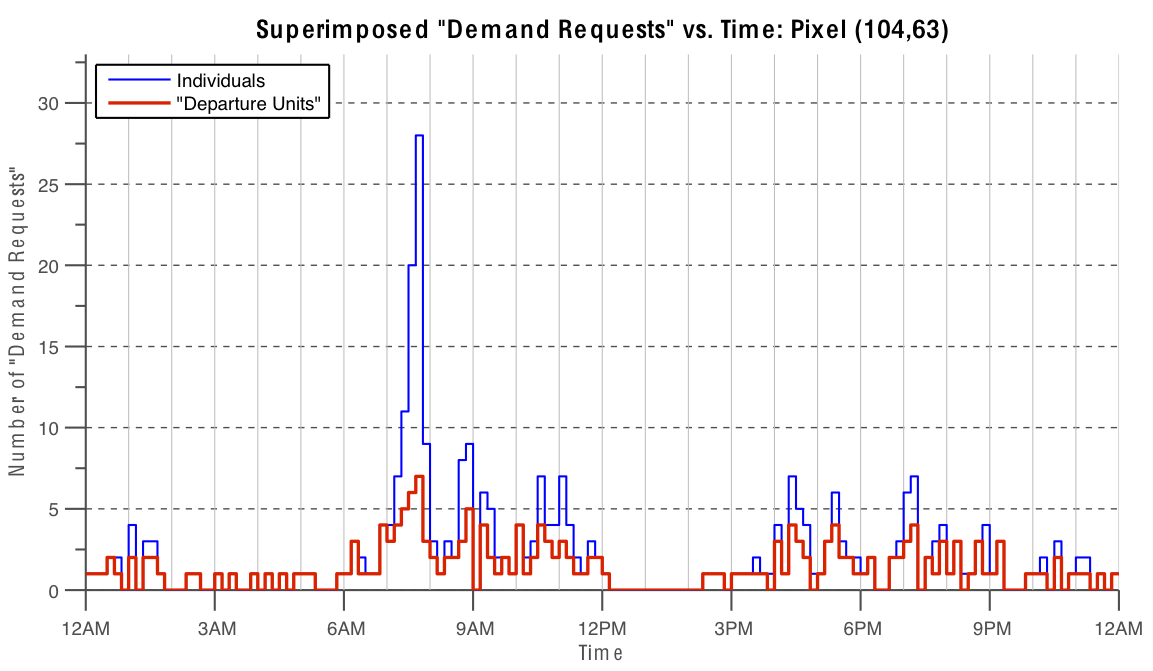 Superimposed "Demand Requests" vs. Time: Pixel (104,63)
Individuals
"Departure Units"
Number of "Demand Requests"
30
25
20
15
10
5
0
12AM 3AM 6AM 9AM 12PM 3PM 6PM 9PM 12AM
Time